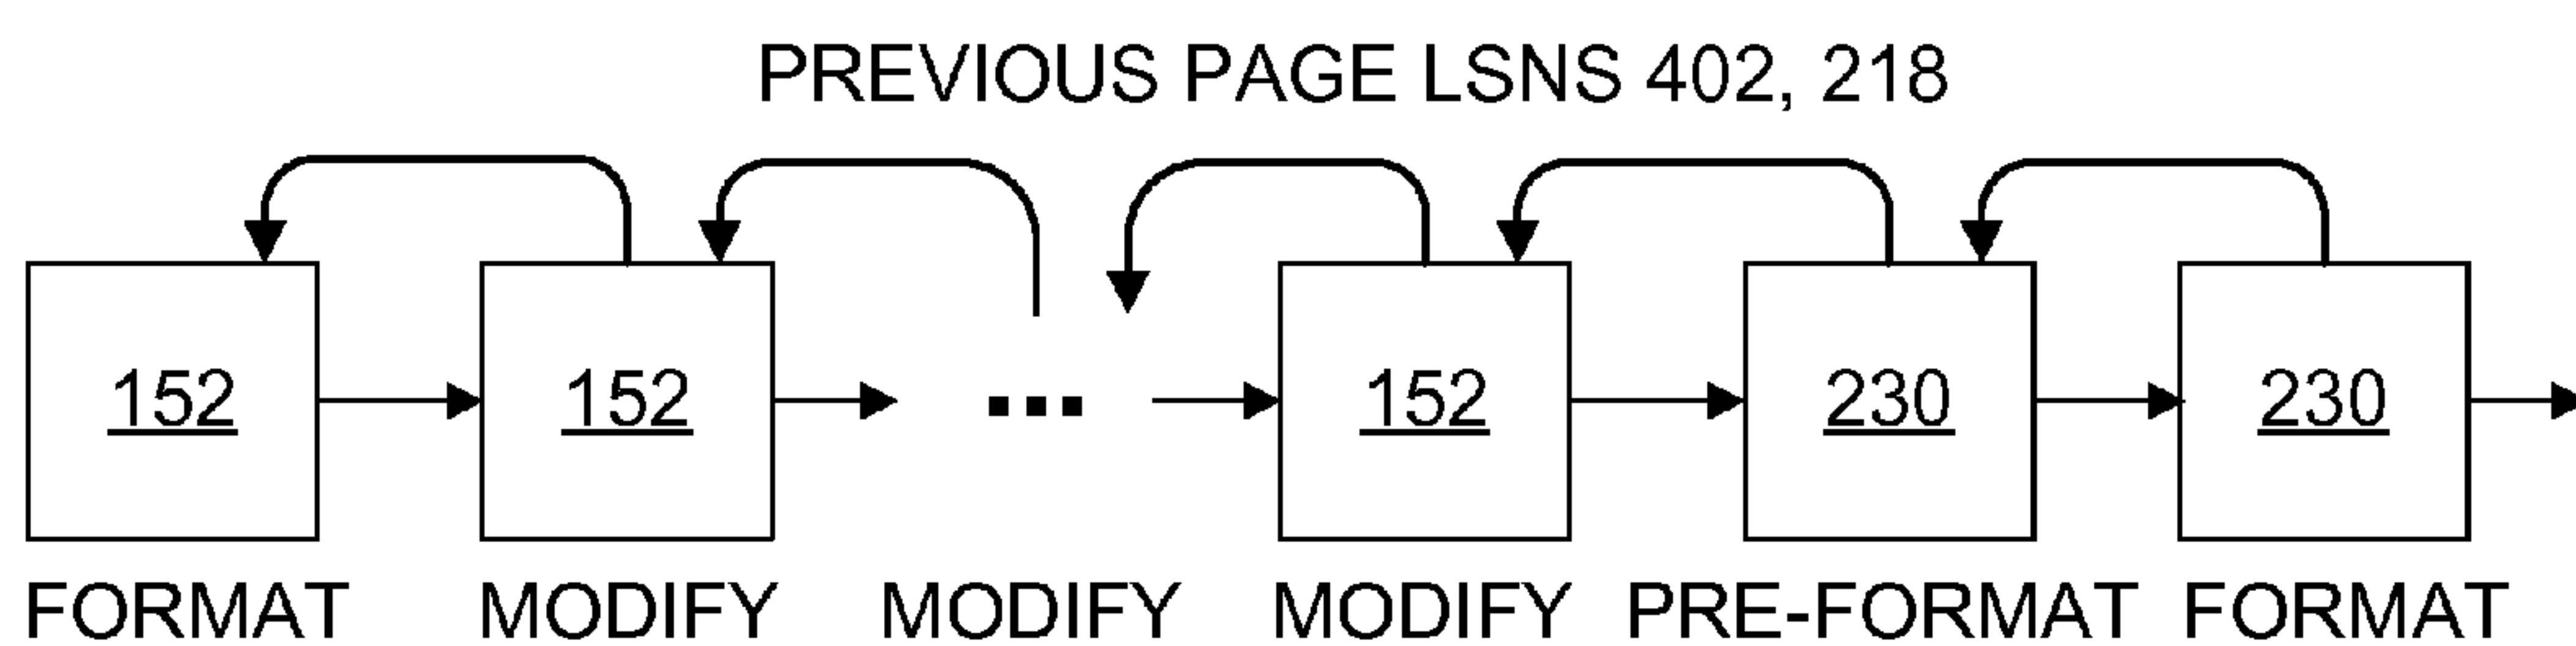 PREVIOUS PAGE LSNS 402, 218
152 152 ... 152 230 230
FORMAT MODIFY MODIFY MODIFY PRE-FORMAT FORMAT